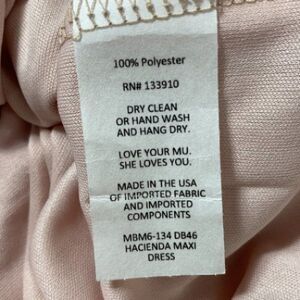 100% Polyester
RN# 133910
DRY CLEAN
OR HAND WASH
AND HANG DRY.
LOVE YOUR MU.
SHE LOVES YOU.
MADE IN THE USA
OF IMPORTED FABRIC
AND IMPORTED
COMPONENTS
MBM6-134 DB46
HACIENDA MAXI
DRESS